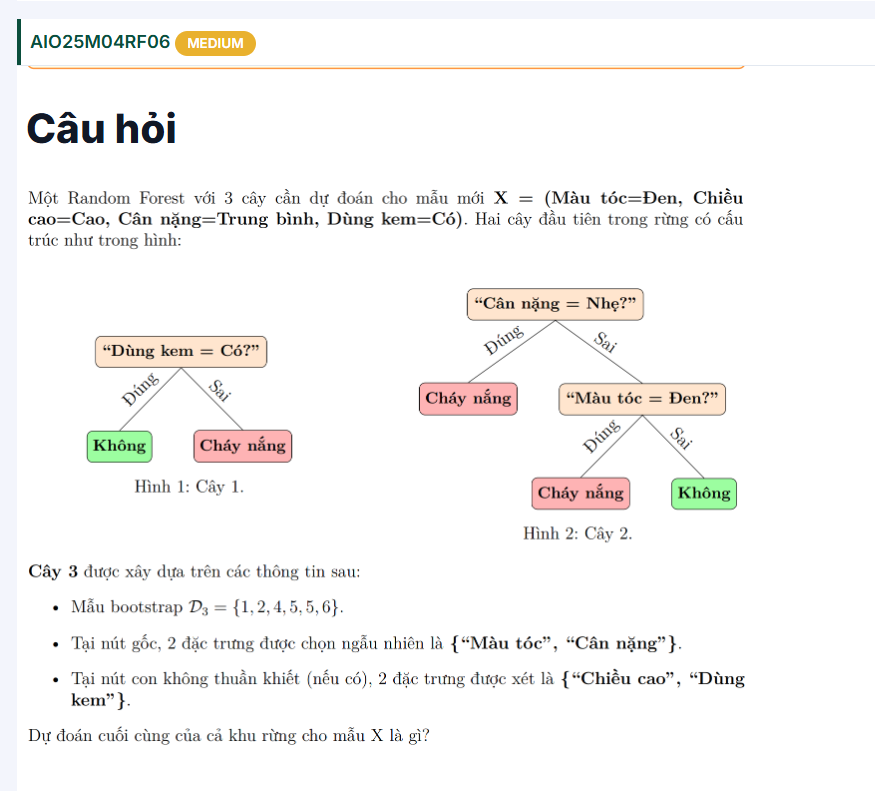 AIO25M04RF06 MEDIUM
Câu hỏi
Một Random Forest với 3 cây cần dự đoán cho mẫu mới X = (Màu tóc=Đen, Chiều
cao=Cao, Cân nặng=Trung bình, Dùng kem=Có). Hai cây đầu tiên trong rừng có cấu
trúc như trong hình:
“Dùng kem = Có?”
Đúng Sai
Không Cháy nắng
Hình 1: Cây 1.
“Cân nặng = Nhẹ?”
Đúng Sai
Cháy nắng “Màu tóc = Đen?”
Đúng Sai
Cháy nắng Không
Hình 2: Cây 2.
Cây 3 được xây dựa trên các thông tin sau:
• Mẫu bootstrap D₃ = {1, 2, 4, 5, 5, 6}.
• Tại nút gốc, 2 đặc trưng được chọn ngẫu nhiên là {“Màu tóc”, “Cân nặng”}.
• Tại nút con không thuần khiết (nếu có), 2 đặc trưng được xét là {“Chiều cao”, “Dùng
kem”}.
Dự đoán cuối cùng của cả khu rừng cho mẫu X là gì?